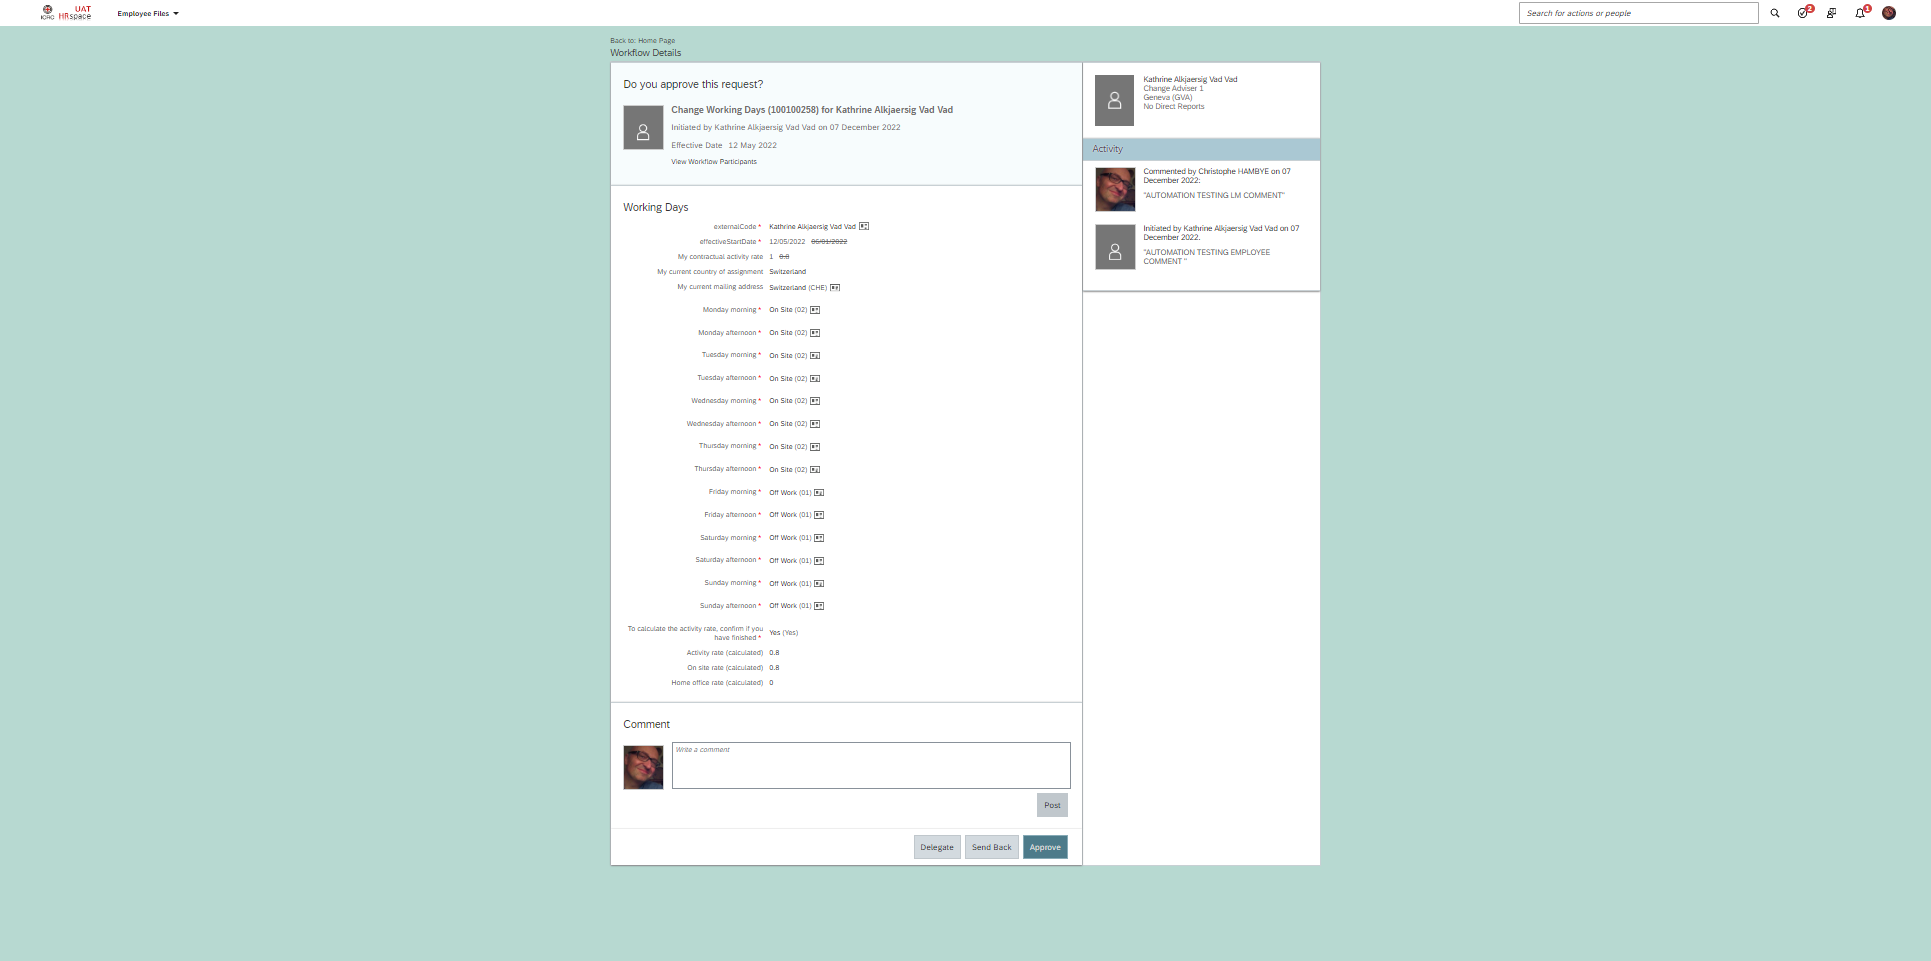 ICRC
UAT
HRspace
Employee Files
Search for actions or people
2
1
Back to: Home Page
Workflow Details
Do you approve this request?
Change Working Days (100100258) for Kathrine Alkjaersig Vad Vad
Initiated by Kathrine Alkjaersig Vad Vad on 07 December 2022
Effective Date 12 May 2022
View Workflow Participants
Working Days
externalCode * Kathrine Alkjaersig Vad Vad
effectiveStartDate * 12/05/2022 06/01/2022
My contractual activity rate 1 0.8
My current country of assignment Switzerland
My current mailing address Switzerland (CHE)
Monday morning * On Site (02)
Monday afternoon * On Site (02)
Tuesday morning * On Site (02)
Tuesday afternoon * On Site (02)
Wednesday morning * On Site (02)
Wednesday afternoon * On Site (02)
Thursday morning * On Site (02)
Thursday afternoon * On Site (02)
Friday morning * Off Work (01)
Friday afternoon * Off Work (01)
Saturday morning * Off Work (01)
Saturday afternoon * Off Work (01)
Sunday morning * Off Work (01)
Sunday afternoon * Off Work (01)
To calculate the activity rate, confirm if you
have finished * Yes (Yes)
Activity rate (calculated) 0.8
On site rate (calculated) 0.8
Home office rate (calculated) 0
Comment
Write a comment
Post
Delegate Send Back Approve
Kathrine Alkjaersig Vad Vad
Change Adviser 1
Geneva (GVA)
No Direct Reports
Activity
Commented by Christophe HAMBYE on 07
December 2022:
"AUTOMATION TESTING LM COMMENT"
Initiated by Kathrine Alkjaersig Vad Vad on 07
December 2022.
"AUTOMATION TESTING EMPLOYEE
COMMENT "